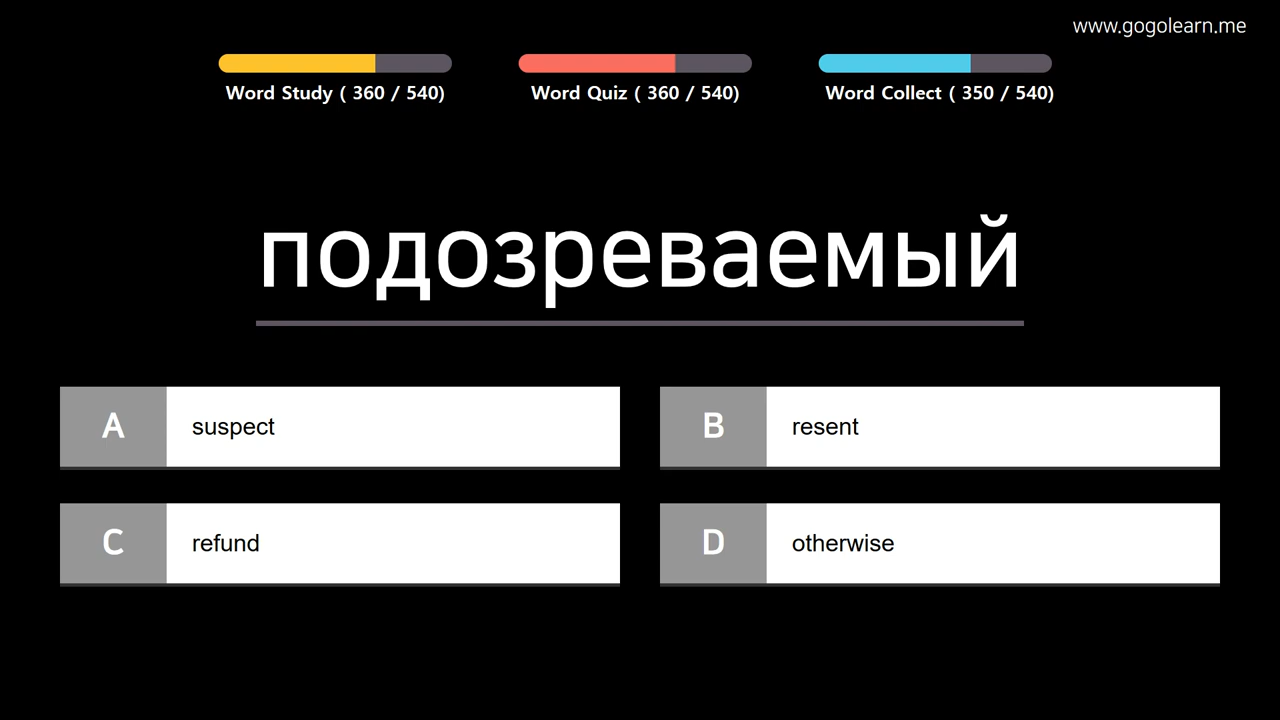 www.gogolearn.me
Word Study ( 360 / 540)
Word Quiz ( 360 / 540)
Word Collect ( 350 / 540)
подозреваемый
A suspect
B resent
C refund
D otherwise